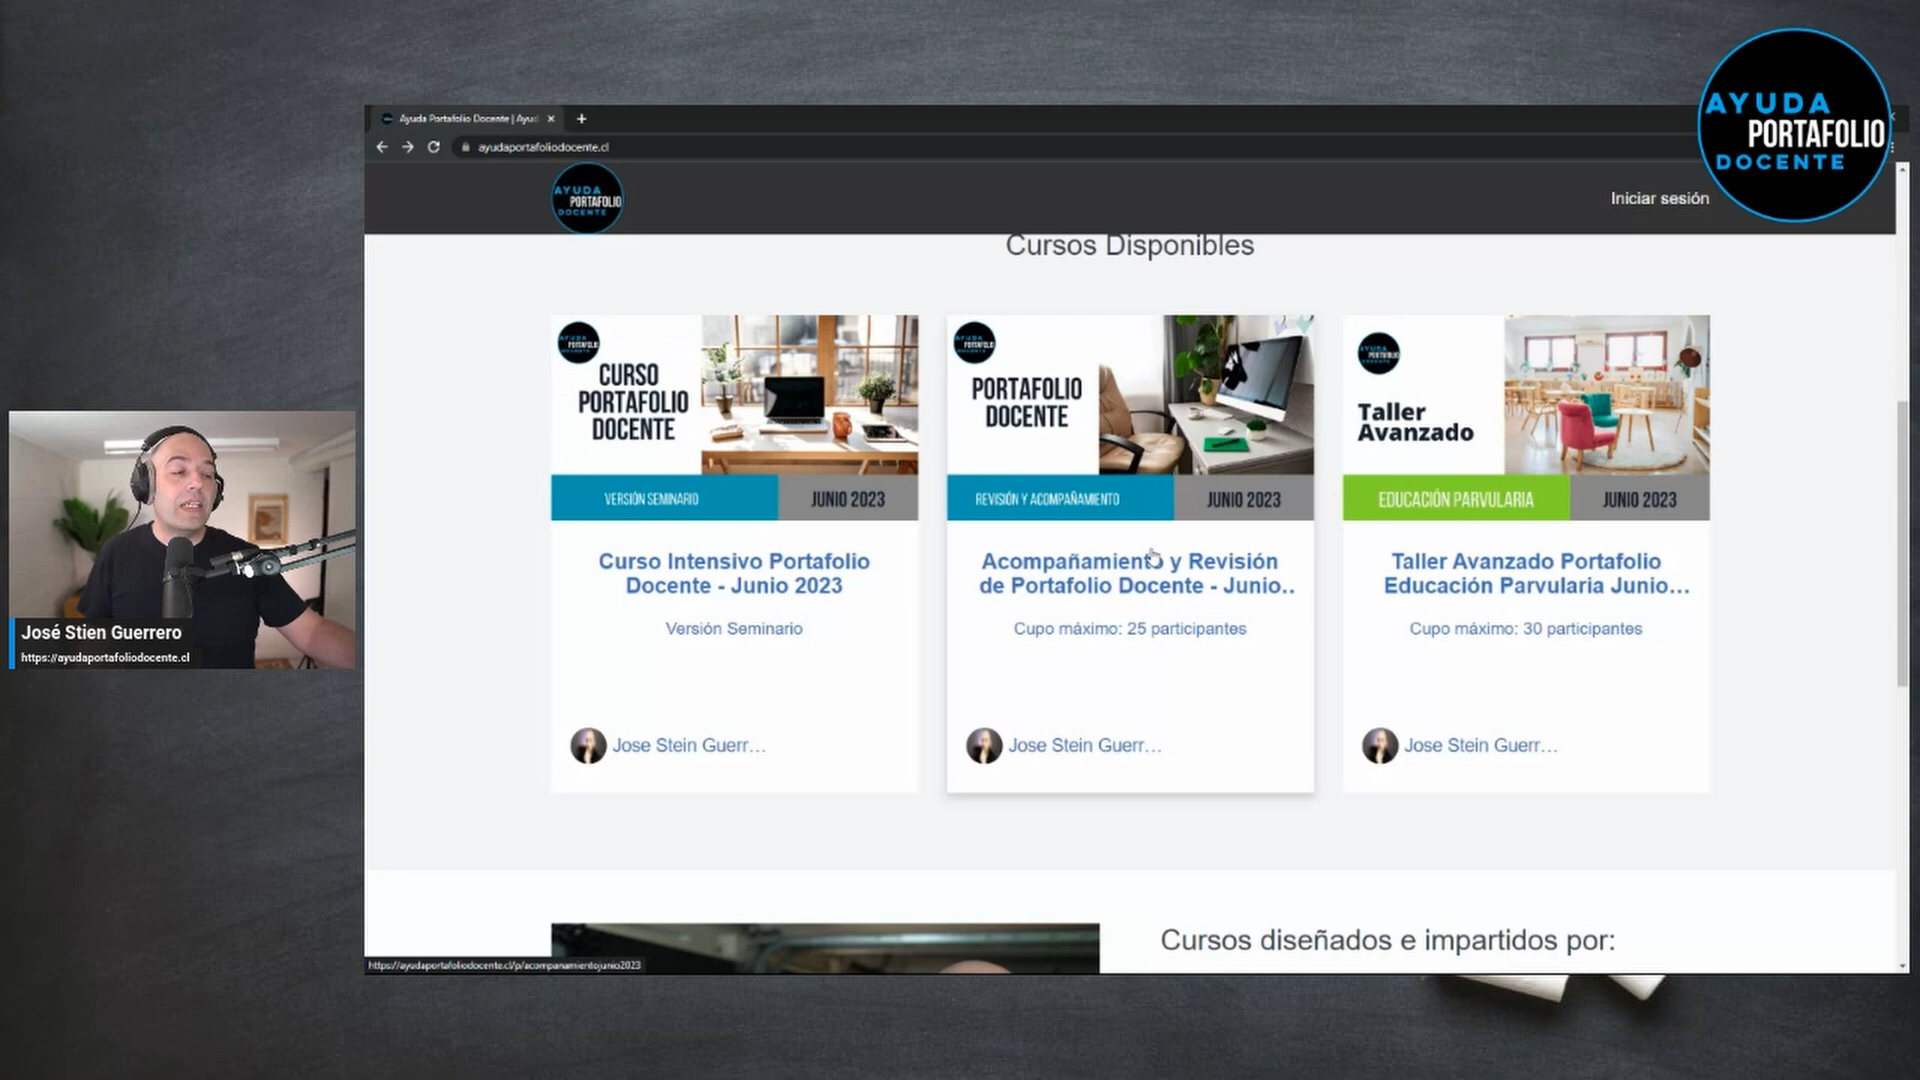 AYUDA
PORTAFOLIO
DOCENTE
Ayuda Portafolio Docente | Ayu
ayudaportafoliodocente.cl
AYUDA
PORTAFOLIO
DOCENTE
Iniciar sesión
Cursos Disponibles
CURSO
PORTAFOLIO
DOCENTE
VERSIÓN SEMINARIO
JUNIO 2023
Curso Intensivo Portafolio
Docente - Junio 2023
Versión Seminario
Jose Stein Guerr...
PORTAFOLIO
DOCENTE
REVISIÓN Y ACOMPAÑAMIENTO
JUNIO 2023
Acompañamiento y Revisión
de Portafolio Docente - Junio..
Cupo máximo: 25 participantes
Jose Stein Guerr...
Taller
Avanzado
EDUCACIÓN PARVULARIA
JUNIO 2023
Taller Avanzado Portafolio
Educación Parvularia Junio...
Cupo máximo: 30 participantes
Jose Stein Guerr...
José Stien Guerrero
https://ayudaportafoliodocente.cl
Cursos diseñados e impartidos por:
https://ayudaportafoliodocente.cl/p/acompanamientojunio2023